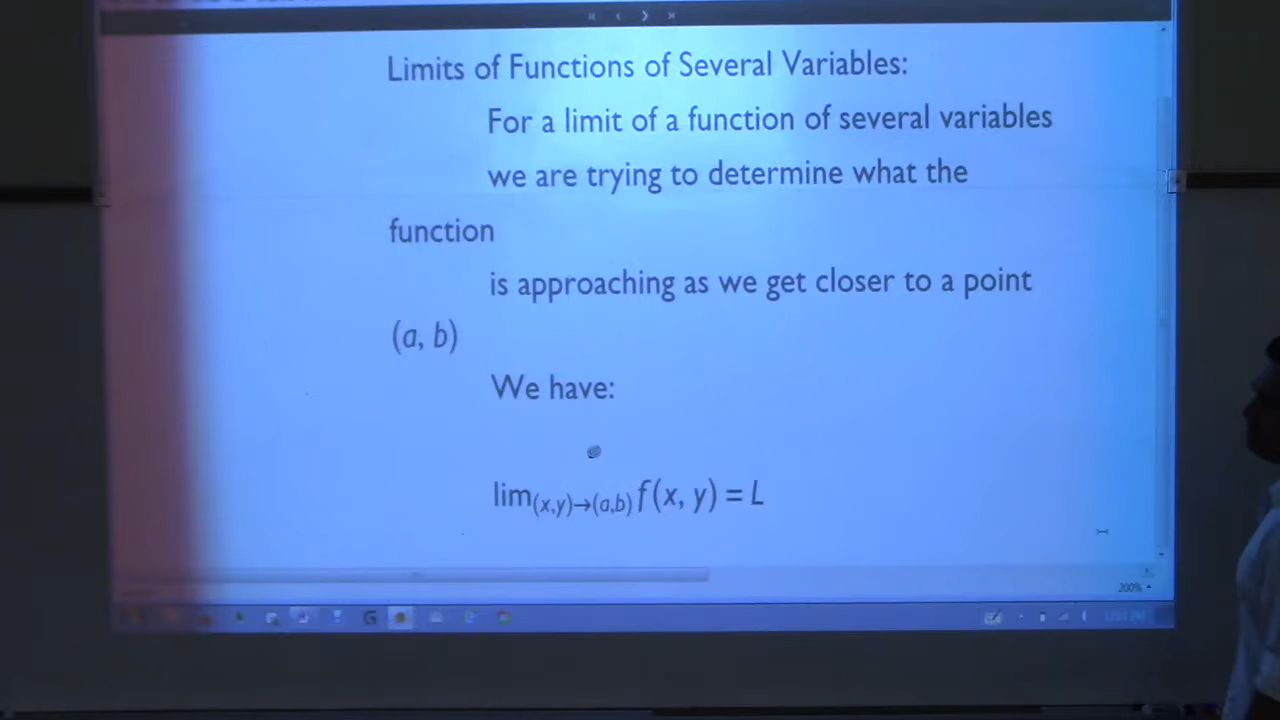 Limits of Functions of Several Variables:
For a limit of a function of several variables
we are trying to determine what the
function
is approaching as we get closer to a point
(a, b)
We have:
lim(x,y)→(a,b) f(x, y) = L
200%